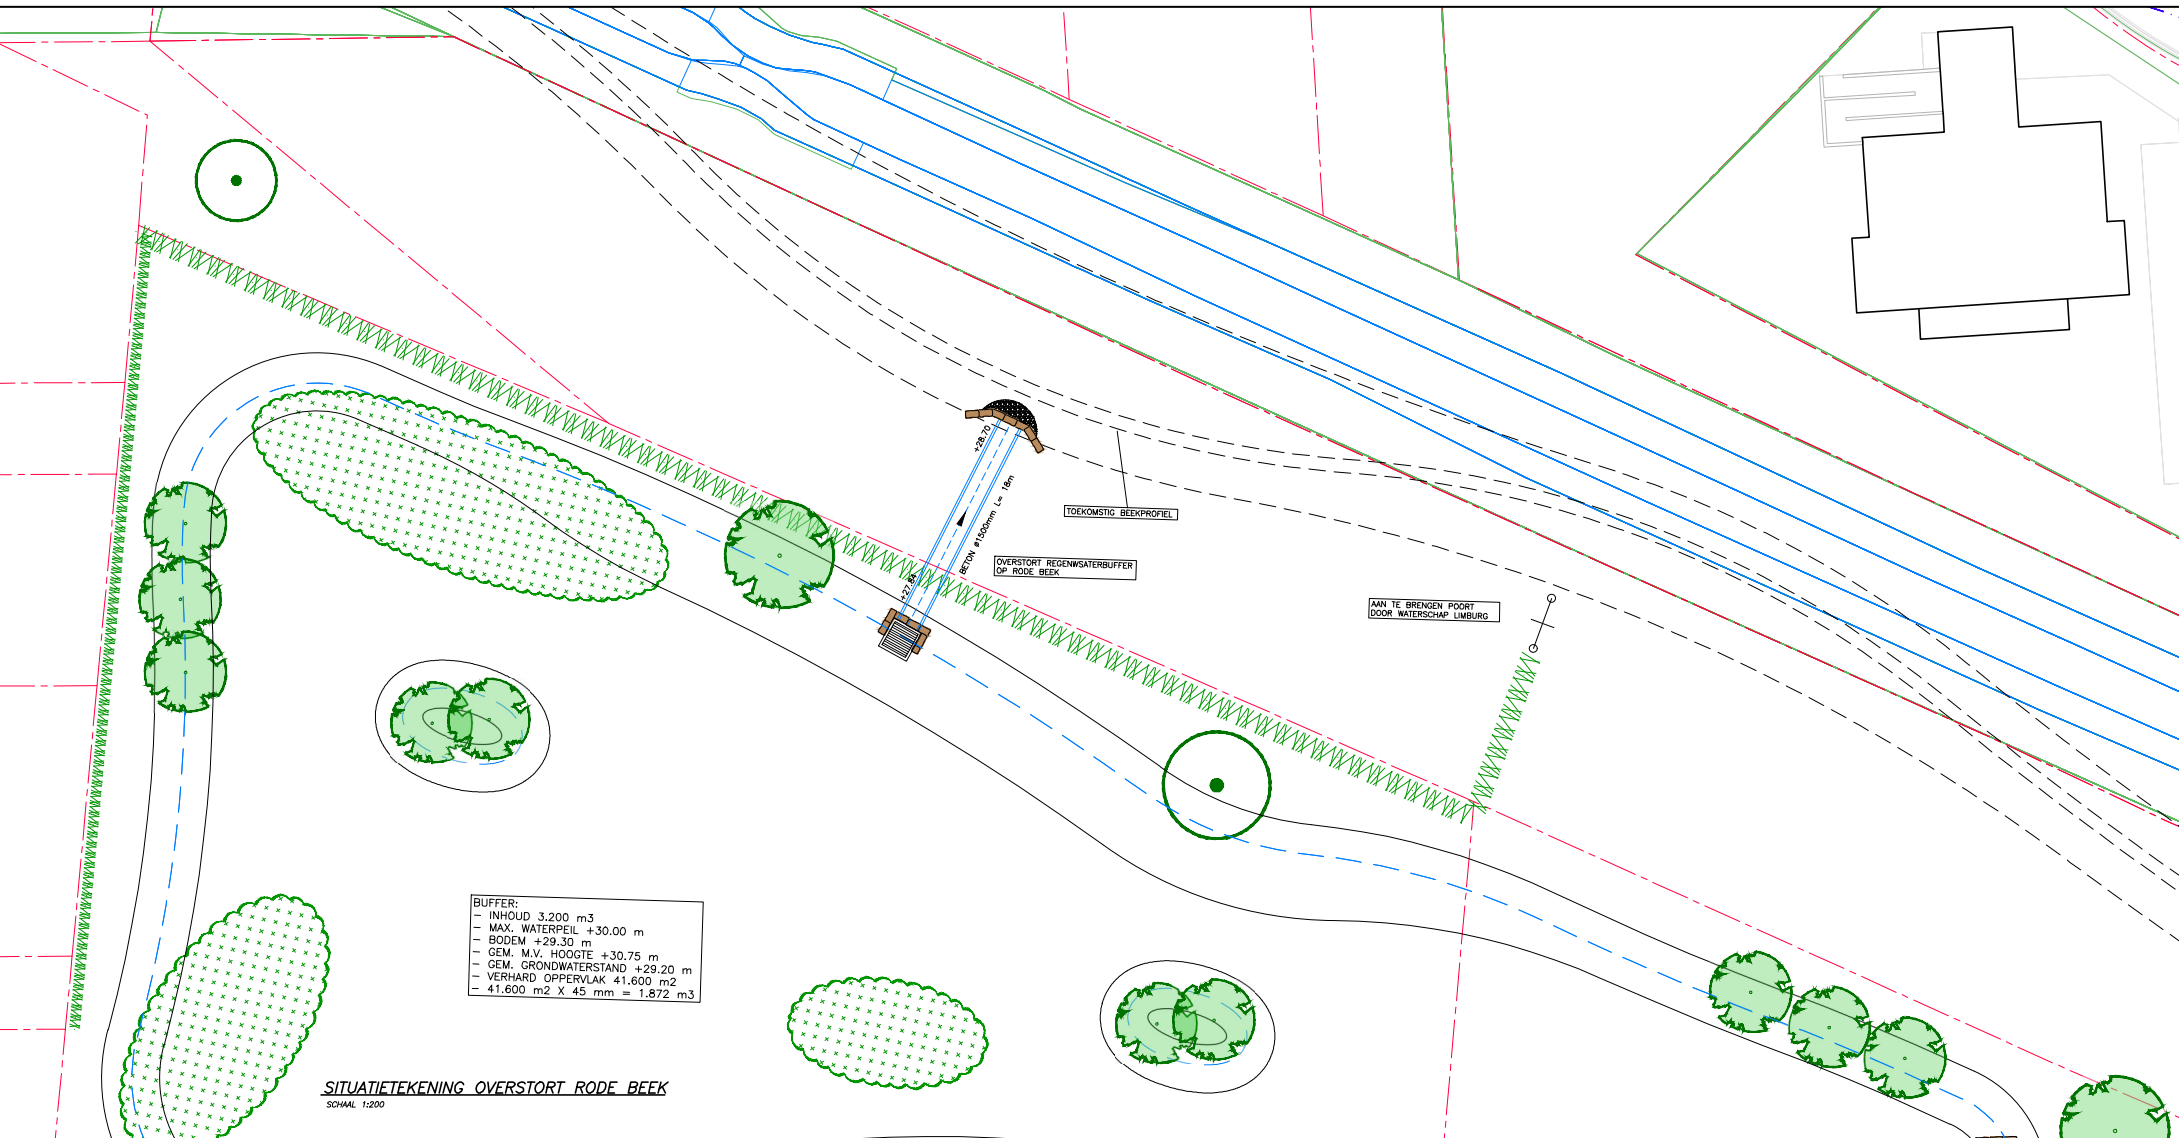 +28.70
BETON ø1500mm L= 18m
+27.84
TOEKOMSTIG BEEKPROFIEL
OVERSTORT REGENWSATERBUFFER
OP RODE BEEK
AAN TE BRENGEN POORT
DOOR WATERSCHAP LIMBURG
BUFFER:
- INHOUD 3.200 m3
- MAX. WATERPEIL +30.00 m
- BODEM +29.30 m
- GEM. M.V. HOOGTE +30.75 m
- GEM. GRONDWATERSTAND +29.20 m
- VERHARD OPPERVLAK 41.600 m2
- 41.600 m2 X 45 mm = 1.872 m3
SITUATIETEKENING OVERSTORT RODE BEEK
SCHAAL 1:200